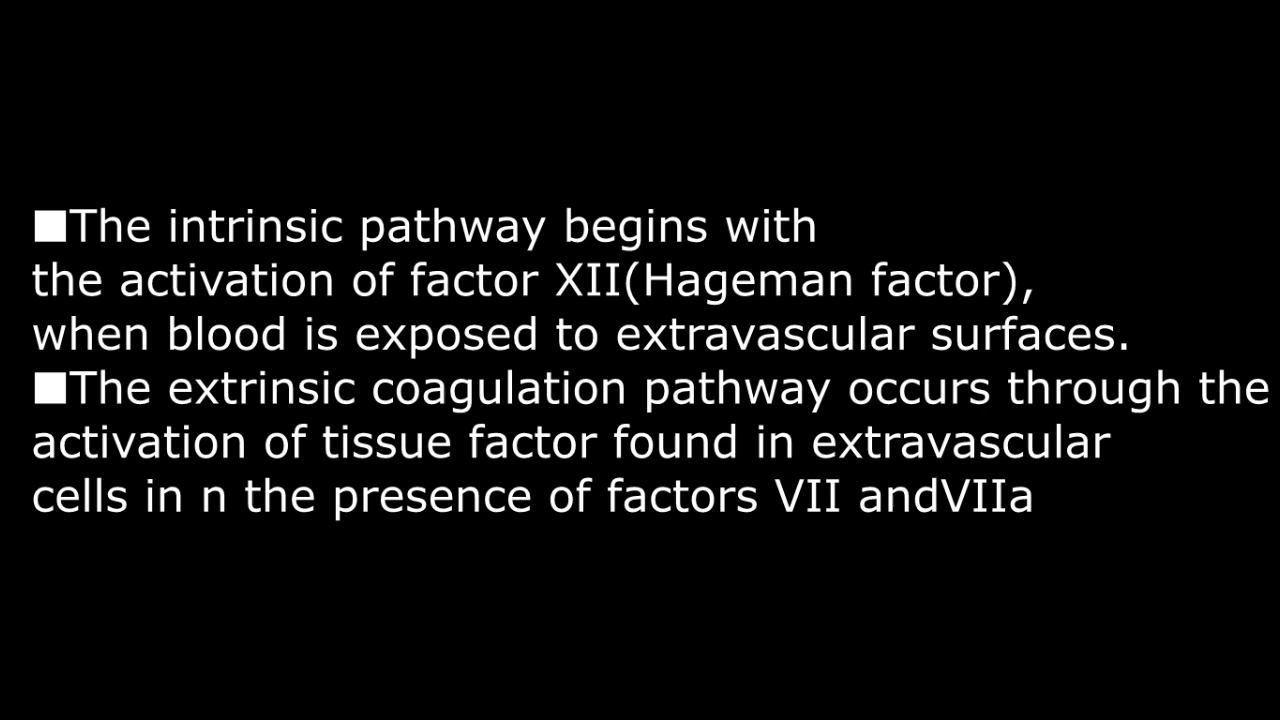 ■The intrinsic pathway begins with
the activation of factor XII(Hageman factor),
when blood is exposed to extravascular surfaces.
■The extrinsic coagulation pathway occurs through the
activation of tissue factor found in extravascular
cells in n the presence of factors VII andVIIa